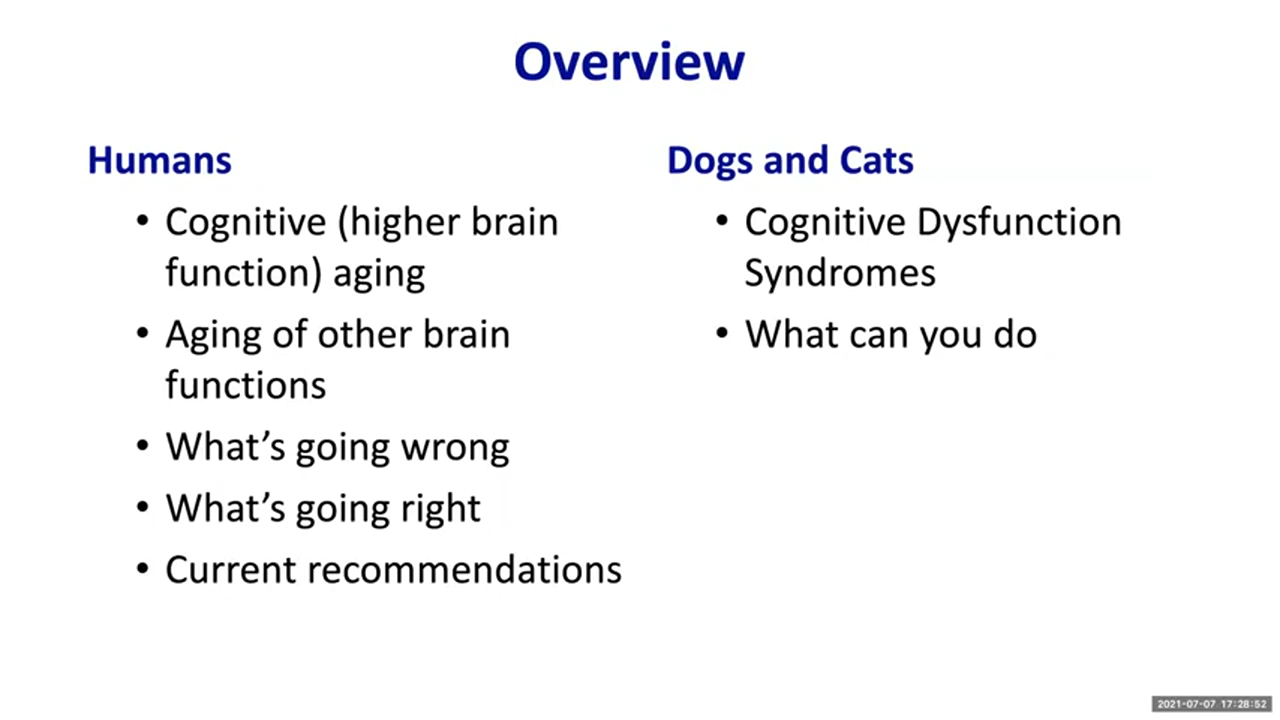 Overview
Humans
• Cognitive (higher brain
function) aging
• Aging of other brain
functions
• What’s going wrong
• What’s going right
• Current recommendations
Dogs and Cats
• Cognitive Dysfunction
Syndromes
• What can you do
2021-07-07 17:28:52